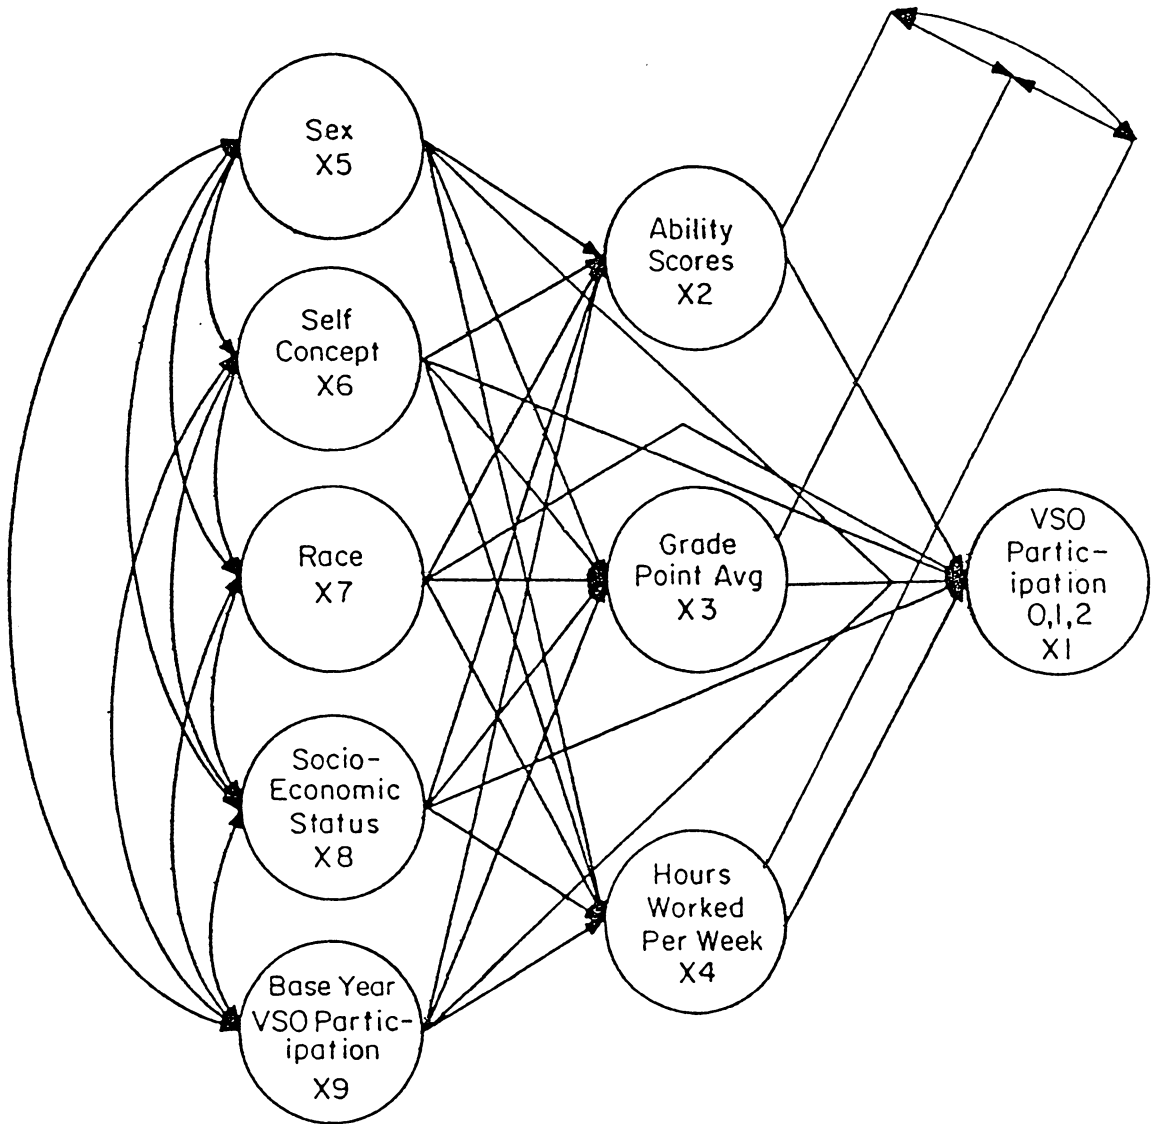 Sex
X5
Self
Concept
X6
Race
X7
Socio-
Economic
Status
X8
Base Year
VSO Partic-
ipation
X9
Ability
Scores
X2
Grade
Point Avg
X3
Hours
Worked
Per Week
X4
VSO
Partic-
ipation
0,1,2
X1